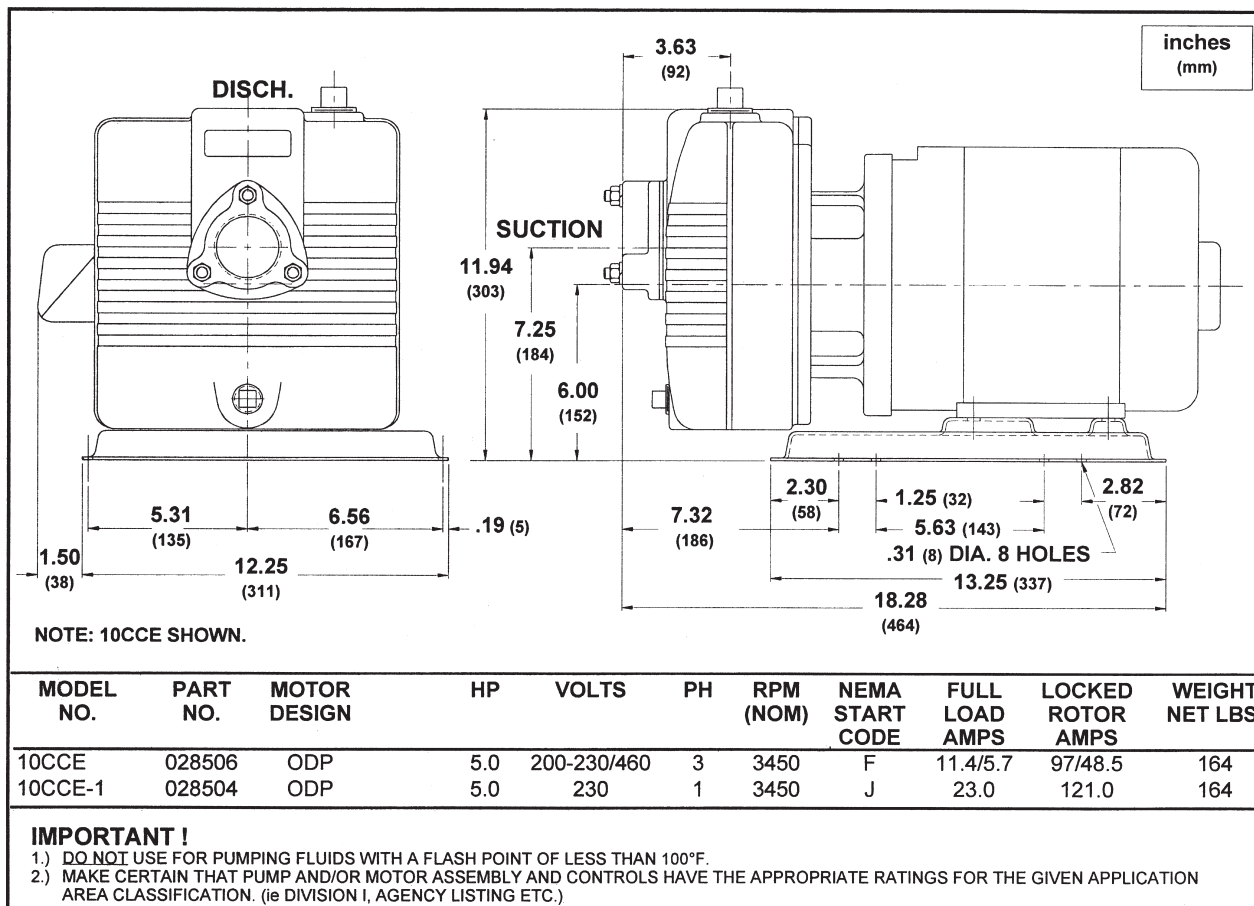 inches
(mm)
DISCH.
3.63
(92)
SUCTION
11.94
(303)
7.25
(184)
6.00
(152)
5.31
(135)
6.56
(167)
.19 (5)
1.50
(38)
12.25
(311)
2.30
(58)
1.25 (32)
2.82
(72)
7.32
(186)
5.63 (143)
.31 (8) DIA. 8 HOLES
13.25 (337)
18.28
(464)
NOTE: 10CCE SHOWN.
MODEL NO. PART NO. MOTOR DESIGN HP VOLTS PH RPM (NOM) NEMA START CODE FULL LOAD AMPS LOCKED ROTOR AMPS WEIGHT NET LBS
10CCE 028506 ODP 5.0 200-230/460 3 3450 F 11.4/5.7 97/48.5 164
10CCE-1 028504 ODP 5.0 230 1 3450 J 23.0 121.0 164
IMPORTANT !
1.) DO NOT USE FOR PUMPING FLUIDS WITH A FLASH POINT OF LESS THAN 100°F.
2.) MAKE CERTAIN THAT PUMP AND/OR MOTOR ASSEMBLY AND CONTROLS HAVE THE APPROPRIATE RATINGS FOR THE GIVEN APPLICATION
AREA CLASSIFICATION. (ie DIVISION I, AGENCY LISTING ETC.)